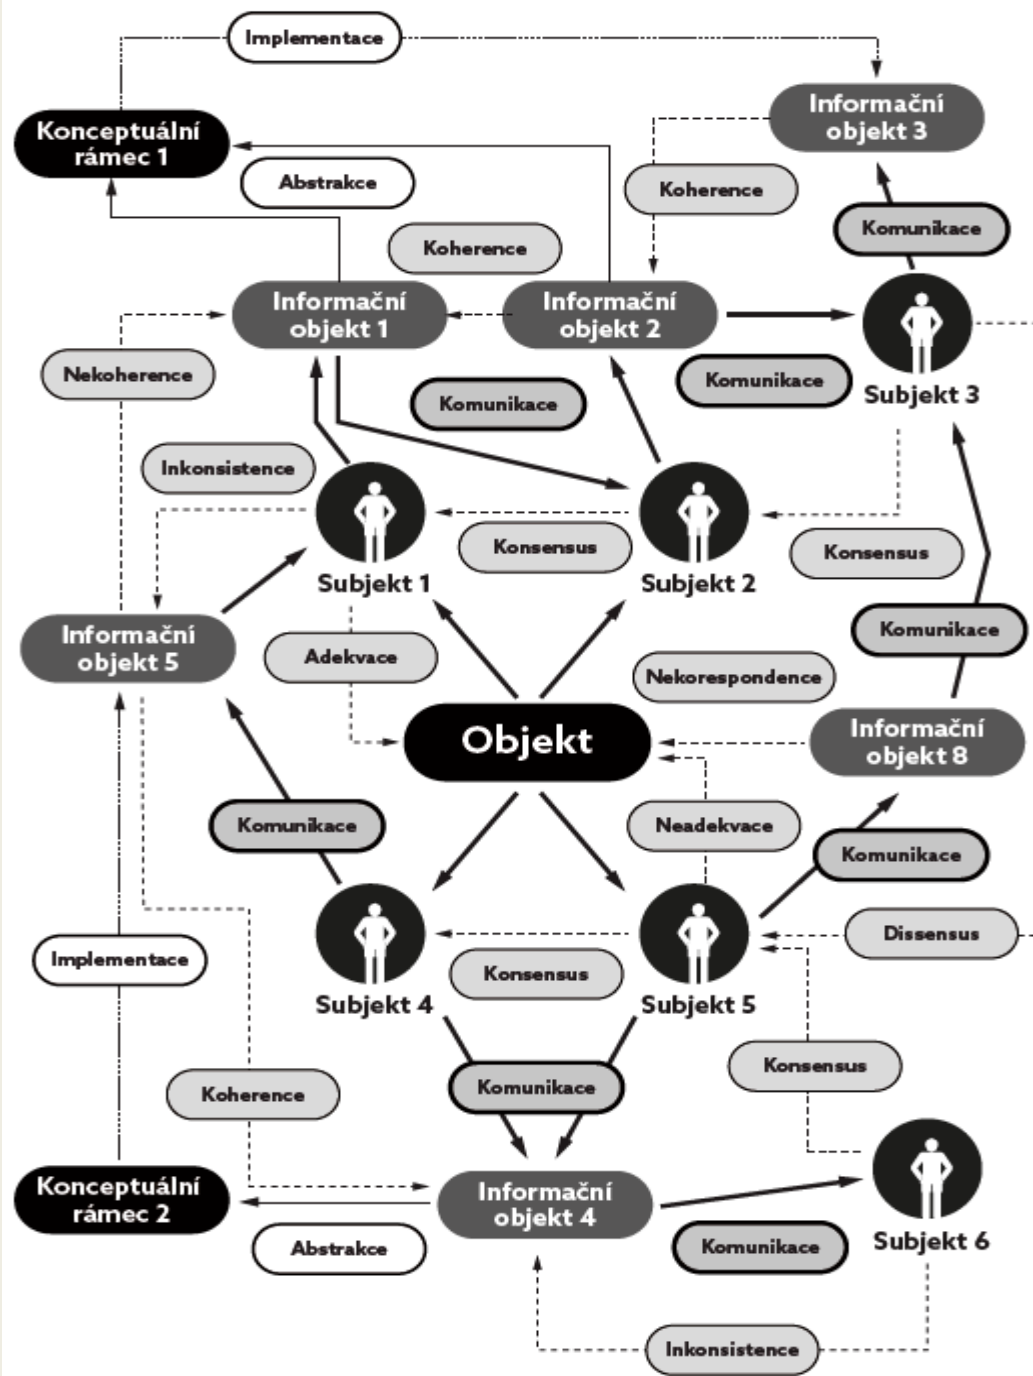 Implementace
Informační
objekt 3
Konceptuální
rámec 1
Abstrakce
Koherence
Komunikace
Koherence
Informační
objekt 1
Informační
objekt 2
Nekoherence
Komunikace
Komunikace
Subjekt 3
Inkonsistence
Konsensus
Konsensus
Subjekt 1
Subjekt 2
Informační
objekt 5
Adekvace
Komunikace
Nekorespondence
Objekt
Informační
objekt 8
Komunikace
Neadekvace
Komunikace
Dissensus
Implementace
Konsensus
Subjekt 4
Subjekt 5
Konsensus
Koherence
Komunikace
Konceptuální
rámec 2
Informační
objekt 4
Abstrakce
Komunikace
Subjekt 6
Inkonsistence